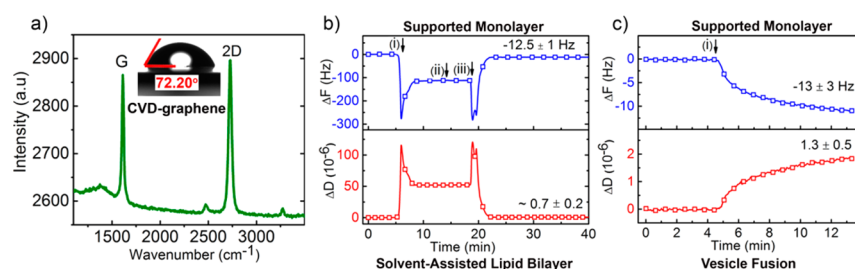 a)
G
2D
72.20°
CVD-graphene
2900
2800
2700
2600
Intensity (a.u)
1500 2000 2500 3000
Wavenumber (cm⁻¹)
b)
Supported Monolayer
(i)
(ii)
(iii)
-12.5 ± 1 Hz
0
-100
-200
-300
ΔF (Hz)
100
50
0
ΔD (10⁻⁶)
~ 0.7 ± 0.2
0 10 20 30 40
Time (min)
Solvent-Assisted Lipid Bilayer
c)
Supported Monolayer
(i)
-13 ± 3 Hz
0
-5
-10
ΔF (Hz)
1.3 ± 0.5
2
1
0
ΔD (10⁻⁶)
0 2 4 6 8 10 12
Time (min)
Vesicle Fusion